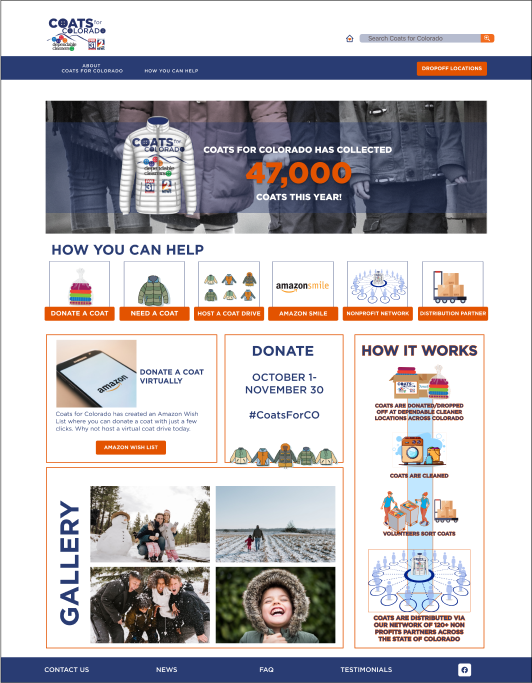 COATS for
COLORADO
dependable
cleaners
Search Coats for Colorado
ABOUT
COATS FOR COLORADO
HOW YOU CAN HELP
DROPOFF LOCATIONS
COATS for
COLORADO
dependable
cleaners
COATS FOR COLORADO HAS COLLECTED
47,000
COATS THIS YEAR!
HOW YOU CAN HELP
amazonsmile
DONATE A COAT
NEED A COAT
HOST A COAT DRIVE
AMAZON SMILE
NONPROFIT NETWORK
DISTRIBUTION PARTNER
amazon
DONATE A COAT
VIRTUALLY
Coats for Colorado has created an Amazon Wish
List where you can donate a coat with just a few
clicks. Why not host a virtual coat drive today.
AMAZON WISH LIST
DONATE
OCTOBER 1-
NOVEMBER 30
#CoatsForCO
HOW IT WORKS
COATS ARE DONATED/DROPPED
OFF AT DEPENDABLE CLEANER
LOCATIONS ACROSS COLORADO
COATS ARE CLEANED
VOLUNTEERS SORT COATS
COATS ARE DISTRIBUTED VIA
OUR NETWORK OF 120+ NON
PROFITS PARTNERS ACROSS
THE STATE OF COLORADO
GALLERY
CONTACT US
NEWS
FAQ
TESTIMONIALS